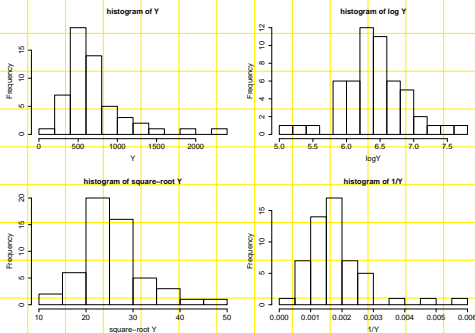 histogram of Y
Frequency
0 5 10 15
0 500 1000 1500 2000
Y
histogram of log Y
Frequency
0 2 4 6 8 10 12
5.0 5.5 6.0 6.5 7.0 7.5
logY
histogram of square−root Y
Frequency
0 5 10 15 20
10 20 30 40 50
square−root Y
histogram of 1/Y
Frequency
0 5 10 15
0.000 0.001 0.002 0.003 0.004 0.005 0.006
1/Y